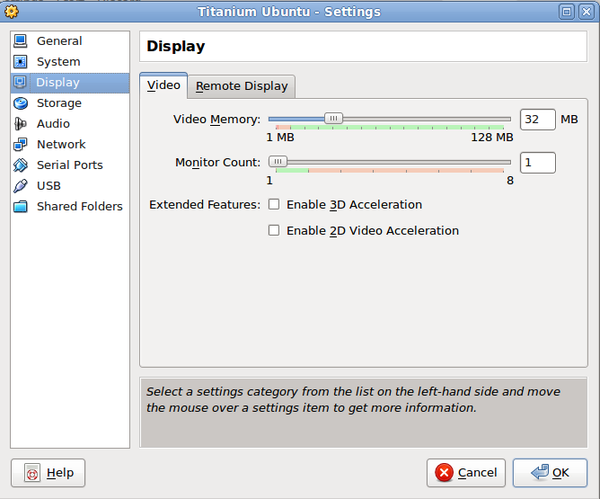 Titanium Ubuntu - Settings
General
System
Display
Storage
Audio
Network
Serial Ports
USB
Shared Folders
Display
Video
Remote Display
Video Memory:
32 MB
1 MB
128 MB
Monitor Count:
1
1
8
Extended Features:
Enable 3D Acceleration
Enable 2D Video Acceleration
Select a settings category from the list on the left-hand side and move
the mouse over a settings item to get more information.
Help
Cancel
OK